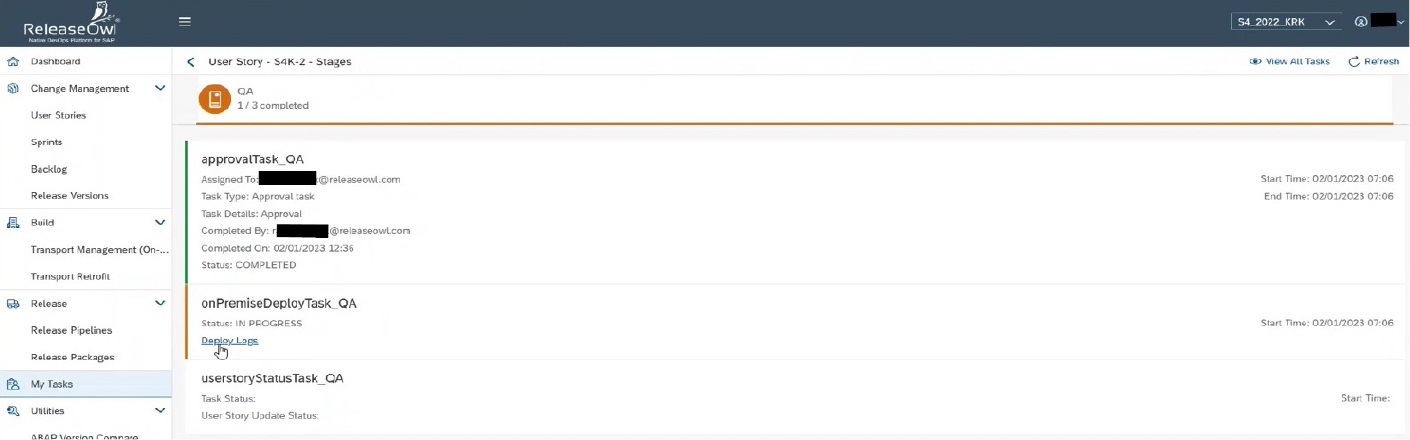 ReleaseOwl
Native DevOps Platform for SAP
S4_2022_KRK
Dashboard
Change Management
User Stories
Sprints
Backlog
Release Versions
Build
Transport Management (On-...
Transport Retrofit
Release
Release Pipelines
Release Packages
My Tasks
Utilities
ABAP Version Compare
User Story - S4K-2 - Stages
View All Tasks
Refresh
QA
1 / 3 completed
approvalTask_QA
Assigned To: @releaseowl.com
Start Time: 02/01/2023 07:06
Task Type: Approval task
End Time: 02/01/2023 07:06
Task Details: Approval
Completed By: r @releaseowl.com
Completed On: 02/01/2023 12:36
Status: COMPLETED
onPremiseDeployTask_QA
Status: IN PROGRESS
Start Time: 02/01/2023 07:06
Deploy Logs
userstoryStatusTask_QA
Task Status:
Start Time:
User Story Update Status: